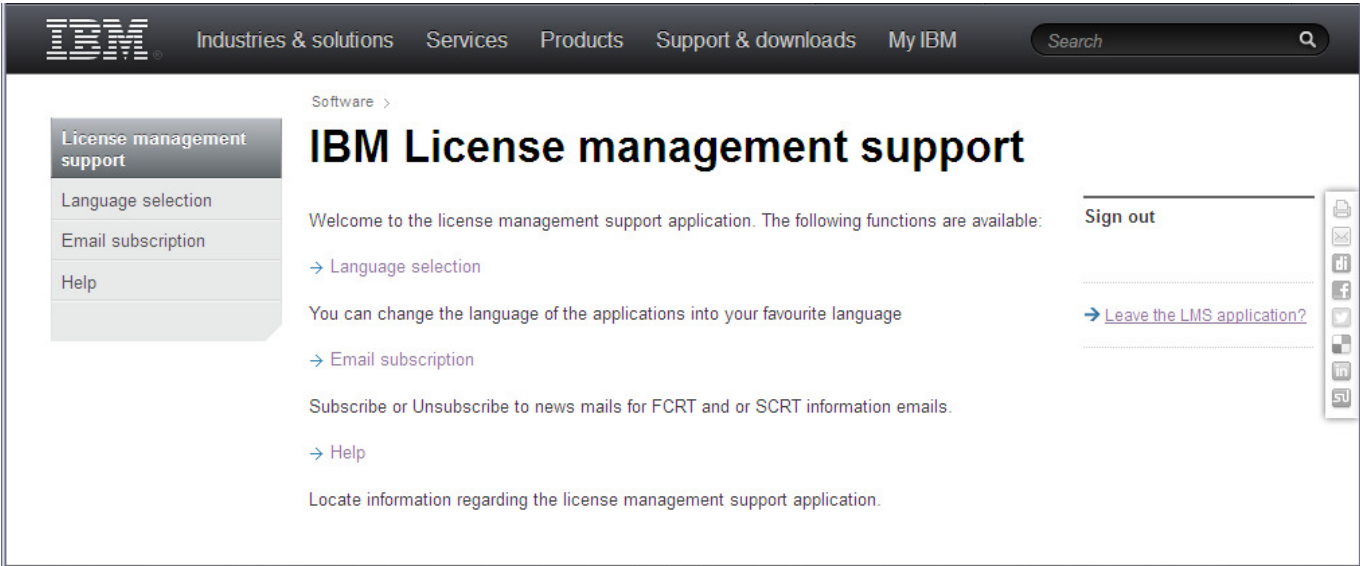 IBM®
Industries & solutions Services Products Support & downloads My IBM Search
Software >
License management
support
Language selection
Email subscription
Help
IBM License management support
Welcome to the license management support application. The following functions are available:
→ Language selection
You can change the language of the applications into your favourite language
→ Email subscription
Subscribe or Unsubscribe to news mails for FCRT and or SCRT information emails.
→ Help
Locate information regarding the license management support application.
Sign out
→ Leave the LMS application?
di
f
in